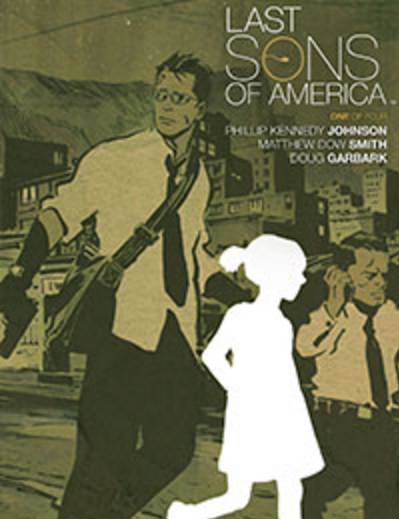 LAST
SONS
OF AMERICA
ONE OF FOUR
PHILLIP KENNEDY JOHNSON
MATTHEW DOW SMITH
DOUG GARBARK